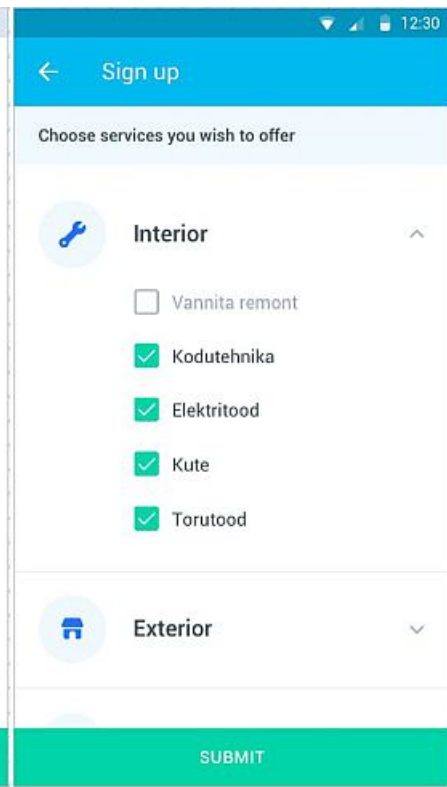 12:30
Sign up
Choose services you wish to offer
Interior
Vannita remont
Kodutehnika
Elektritood
Kute
Torutood
Exterior
SUBMIT